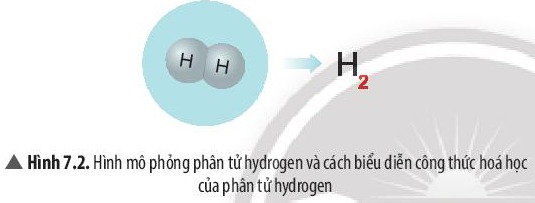 H H → H₂
▲ Hình 7.2. Hình mô phỏng phân tử hydrogen và cách biểu diễn công thức hoá học
của phân tử hydrogen